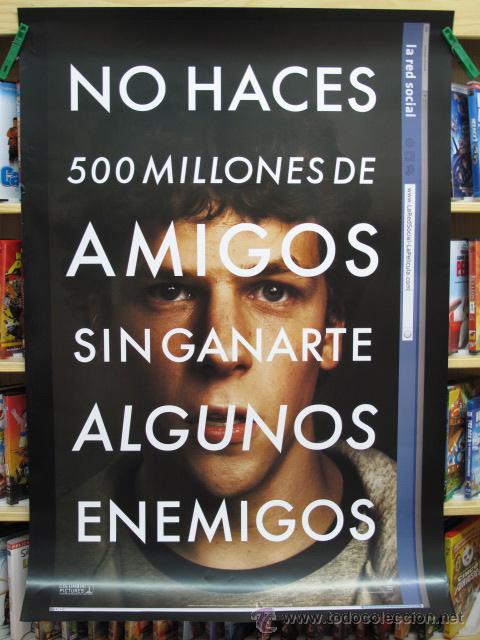 NO HACES
500 MILLONES DE
AMIGOS
SIN GANARTE
ALGUNOS
ENEMIGOS
la red social
www.LaRedSocial-LaPelicula.com
COLUMBIA
PICTURES
www.todocoleccion.net